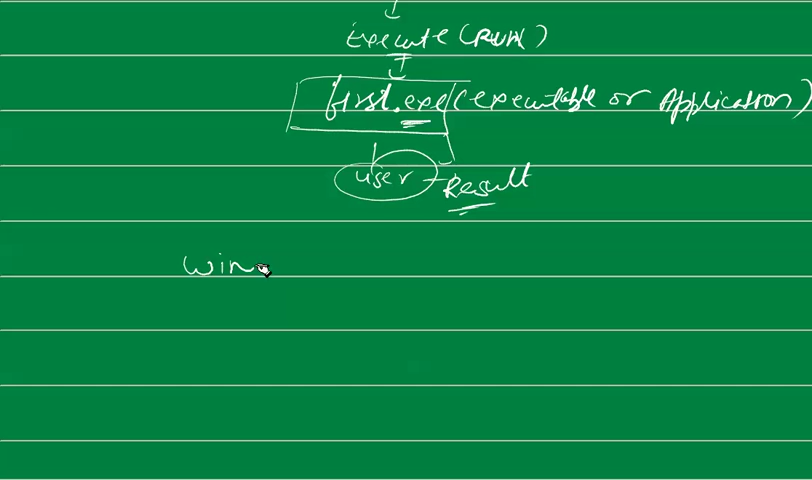 Execute (RUN)
first.exe (executable or Application)
user Result
win